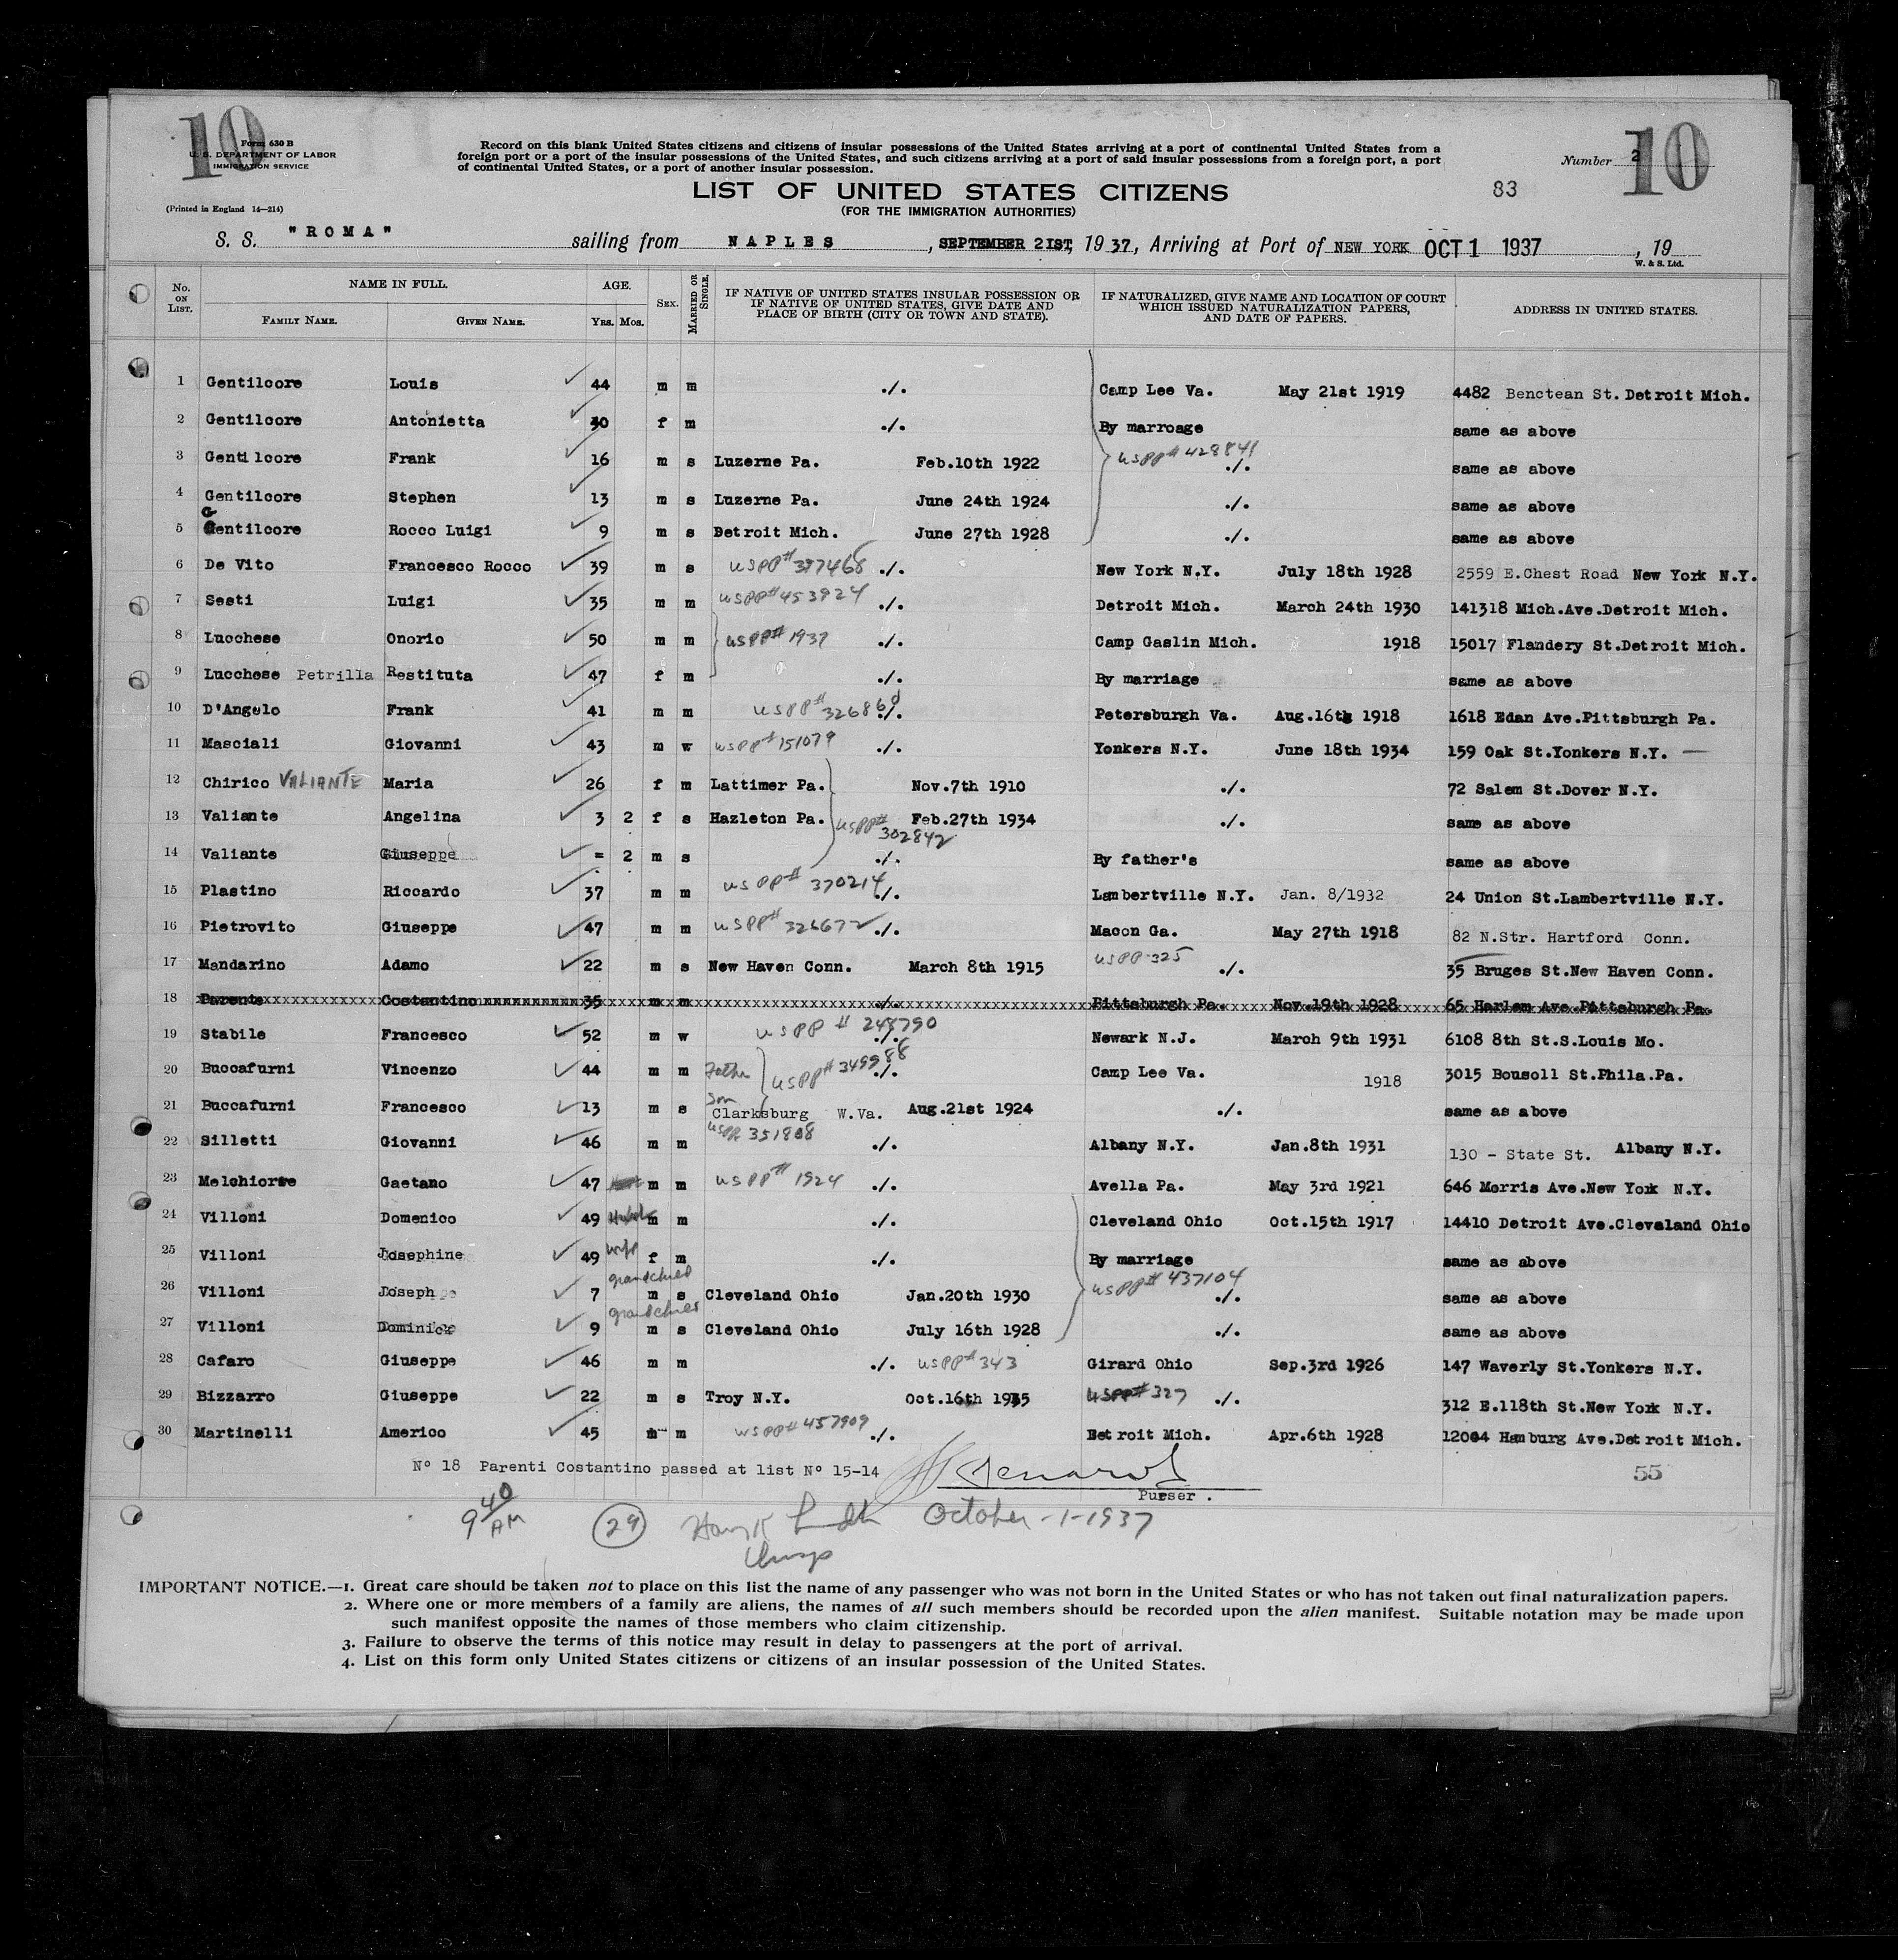 10
Form 630 B
U. S. DEPARTMENT OF LABOR
IMMIGRATION SERVICE
(Printed in England 14—214)
Record on this blank United States citizens and citizens of insular possessions of the United States arriving at a port of continental United States from a
foreign port or a port of the insular possessions of the United States, and such citizens arriving at a port of said insular possessions from a foreign port, a port
of continental United States, or a port of another insular possession.
Number 2
10
LIST OF UNITED STATES CITIZENS
83
(FOR THE IMMIGRATION AUTHORITIES)
S. S. "ROMA" sailing from NAPLES, SEPTEMBER 21ST, 1937, Arriving at Port of NEW YORK OCT 1 1937, 19
W. & S. Ltd.
No. ON LIST. NAME IN FULL. FAMILY NAME. GIVEN NAME. AGE. YRS. MOS. SEX. MARRIED OR SINGLE. IF NATIVE OF UNITED STATES INSULAR POSSESSION OR IF NATIVE OF UNITED STATES, GIVE DATE AND PLACE OF BIRTH (CITY OR TOWN AND STATE). IF NATURALIZED, GIVE NAME AND LOCATION OF COURT WHICH ISSUED NATURALIZATION PAPERS, AND DATE OF PAPERS. ADDRESS IN UNITED STATES.
1 Gentilcore Louis ✓ 44 m m ./. Camp Lee Va. May 21st 1919 4482 Benctean St. Detroit Mich.
2 Gentilcore Antonietta ✓ 40 f m ./. By marroage same as above
3 Gentilcore Frank ✓ 16 m s Luzerne Pa. Feb.10th 1922 USPP# 428841 ./. same as above
4 Gentilcore Stephen ✓ 13 m s Luzerne Pa. June 24th 1924 ./. same as above
5 Gentilcore Rocco Luigi ✓ 9 m s Detroit Mich. June 27th 1928 ./. same as above
6 De Vito Francesco Rocco ✓ 39 m s USPP# 387468 ./. New York N.Y. July 18th 1928 2559 E.Chest Road New York N.Y.
7 Sesti Luigi ✓ 35 m m USPP# 453924 ./. Detroit Mich. March 24th 1930 141318 Mich.Ave.Detroit Mich.
8 Lucchese Onorio ✓ 50 m m USPP# 1937 ./. Camp Gaslin Mich. 1918 15017 Flandery St.Detroit Mich.
9 Lucchese Petrilla Restituta ✓ 47 f m ./. By marriage same as above
10 D'Angelo Frank ✓ 41 m m USPP# 326860 ./. Petersburgh Va. Aug.16th 1918 1618 Edan Ave.Pittsburgh Pa.
11 Masciali Giovanni ✓ 43 m w USPP# 151079 ./. Yonkers N.Y. June 18th 1934 159 Oak St.Yonkers N.Y. —
12 Chirico VALIANTE Maria ✓ 26 f m Lattimer Pa. Nov.7th 1910 ./. 72 Salem St.Dover N.Y.
13 Valiante Angelina ✓ 3 2 f s Hazleton Pa. USPP# 302842 Feb.27th 1934 ./. same as above
14 Valiante Giuseppe ✓ = 2 m s ./. By father's same as above
15 Plastino Riccardo ✓ 37 m m USPP# 370214 ./. Lambertville N.Y. Jan. 8/1932 24 Union St.Lambertville N.Y.
16 Pietrovito Giuseppe ✓ 47 m m USPP# 326672 ./. Macon Ga. May 27th 1918 82 N.Str. Hartford Conn.
17 Mandarino Adamo ✓ 22 m s New Haven Conn. March 8th 1915 USPP-325 ./. 35 Bruges St.New Haven Conn.
18 Parente Costantino 35 m m ./. Pittsburgh Pa. Nov.19th 1928 65 Harlem Ave.Pittsburgh Pa.
19 Stabile Francesco ✓ 52 m w USPP # 248790 ./. Newark N.J. March 9th 1931 6108 8th St.S.Louis Mo.
20 Buccafurni Vincenzo ✓ 44 m m Father USPP# 349988 ./. Camp Lee Va. 1918 3015 Bousoll St.Phila.Pa.
21 Buccafurni Francesco ✓ 13 m s Son Clarksburg W.Va. Aug.21st 1924 ./. same as above
22 Silletti Giovanni ✓ 46 m m USPP 351808 ./. Albany N.Y. Jan.8th 1931 130 - State St. Albany N.Y.
23 Melchiorre Gaetano ✓ 47 m m USPP# 1924 ./. Avella Pa. May 3rd 1921 646 Morris Ave.New York N.Y.
24 Villoni Domenico ✓ 49 m m ./. Cleveland Ohio Oct.15th 1917 14410 Detroit Ave.Clevaland Ohio
25 Villoni Josephine ✓ 49 wife f m ./. By marriage same as above
26 Villoni Joseph ✓ 7 grandchild m s Cleveland Ohio Jan.20th 1930 USPP# 437104 ./. same as above
27 Villoni Dominick ✓ 9 grandchild m s Cleveland Ohio July 16th 1928 ./. same as above
28 Cafaro Giuseppe ✓ 46 m m ./. USPP# 343 Girard Ohio Sep.3rd 1926 147 Waverly St.Yonkers N.Y.
29 Bizzarro Giuseppe ✓ 22 m s Troy N.Y. Oct.16th 1915 USPP# 327 ./. 312 E.118th St.New York N.Y.
30 Martinelli Americo ✓ 45 m m USPP# 457909 ./. Detroit Mich. Apr.6th 1928 12004 Hamburg Ave.Detroit Mich.
Nº 18 Parenti Costantino passed at list Nº 15-14
55
Purser.
9 40 AM (29) October-1-1937
IMPORTANT NOTICE.—1. Great care should be taken not to place on this list the name of any passenger who was not born in the United States or who has not taken out final naturalization papers.
2. Where one or more members of a family are aliens, the names of all such members should be recorded upon the alien manifest. Suitable notation may be made upon
such manifest opposite the names of those members who claim citizenship.
3. Failure to observe the terms of this notice may result in delay to passengers at the port of arrival.
4. List on this form only United States citizens or citizens of an insular possession of the United States.